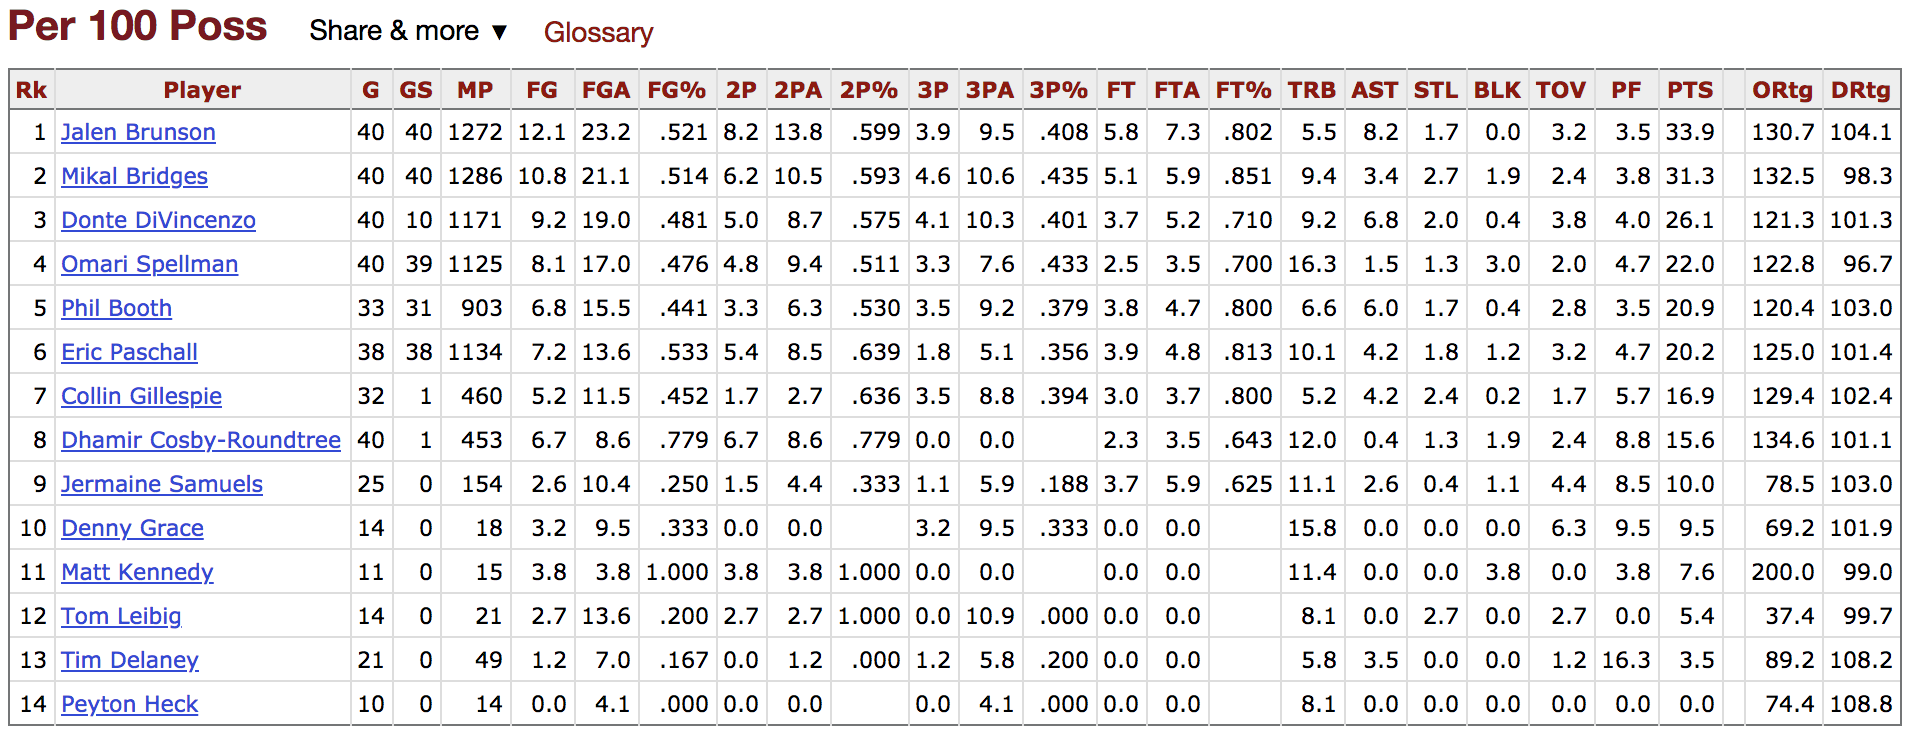 Per 100 Poss Share & more ▼ Glossary
Rk Player G GS MP FG FGA FG% 2P 2PA 2P% 3P 3PA 3P% FT FTA FT% TRB AST STL BLK TOV PF PTS ORtg DRtg
1 Jalen Brunson 40 40 1272 12.1 23.2 .521 8.2 13.8 .599 3.9 9.5 .408 5.8 7.3 .802 5.5 8.2 1.7 0.0 3.2 3.5 33.9 130.7 104.1
2 Mikal Bridges 40 40 1286 10.8 21.1 .514 6.2 10.5 .593 4.6 10.6 .435 5.1 5.9 .851 9.4 3.4 2.7 1.9 2.4 3.8 31.3 132.5 98.3
3 Donte DiVincenzo 40 10 1171 9.2 19.0 .481 5.0 8.7 .575 4.1 10.3 .401 3.7 5.2 .710 9.2 6.8 2.0 0.4 3.8 4.0 26.1 121.3 101.3
4 Omari Spellman 40 39 1125 8.1 17.0 .476 4.8 9.4 .511 3.3 7.6 .433 2.5 3.5 .700 16.3 1.5 1.3 3.0 2.0 4.7 22.0 122.8 96.7
5 Phil Booth 33 31 903 6.8 15.5 .441 3.3 6.3 .530 3.5 9.2 .379 3.8 4.7 .800 6.6 6.0 1.7 0.4 2.8 3.5 20.9 120.4 103.0
6 Eric Paschall 38 38 1134 7.2 13.6 .533 5.4 8.5 .639 1.8 5.1 .356 3.9 4.8 .813 10.1 4.2 1.8 1.2 3.2 4.7 20.2 125.0 101.4
7 Collin Gillespie 32 1 460 5.2 11.5 .452 1.7 2.7 .636 3.5 8.8 .394 3.0 3.7 .800 5.2 4.2 2.4 0.2 1.7 5.7 16.9 129.4 102.4
8 Dhamir Cosby-Roundtree 40 1 453 6.7 8.6 .779 6.7 8.6 .779 0.0 0.0 2.3 3.5 .643 12.0 0.4 1.3 1.9 2.4 8.8 15.6 134.6 101.1
9 Jermaine Samuels 25 0 154 2.6 10.4 .250 1.5 4.4 .333 1.1 5.9 .188 3.7 5.9 .625 11.1 2.6 0.4 1.1 4.4 8.5 10.0 78.5 103.0
10 Denny Grace 14 0 18 3.2 9.5 .333 0.0 0.0 3.2 9.5 .333 0.0 0.0 15.8 0.0 0.0 0.0 6.3 9.5 9.5 69.2 101.9
11 Matt Kennedy 11 0 15 3.8 3.8 1.000 3.8 3.8 1.000 0.0 0.0 0.0 0.0 11.4 0.0 0.0 3.8 0.0 3.8 7.6 200.0 99.0
12 Tom Leibig 14 0 21 2.7 13.6 .200 2.7 2.7 1.000 0.0 10.9 .000 0.0 0.0 8.1 0.0 2.7 0.0 2.7 0.0 5.4 37.4 99.7
13 Tim Delaney 21 0 49 1.2 7.0 .167 0.0 1.2 .000 1.2 5.8 .200 0.0 0.0 5.8 3.5 0.0 0.0 1.2 16.3 3.5 89.2 108.2
14 Peyton Heck 10 0 14 0.0 4.1 .000 0.0 0.0 0.0 4.1 .000 0.0 0.0 8.1 0.0 0.0 0.0 0.0 0.0 0.0 74.4 108.8